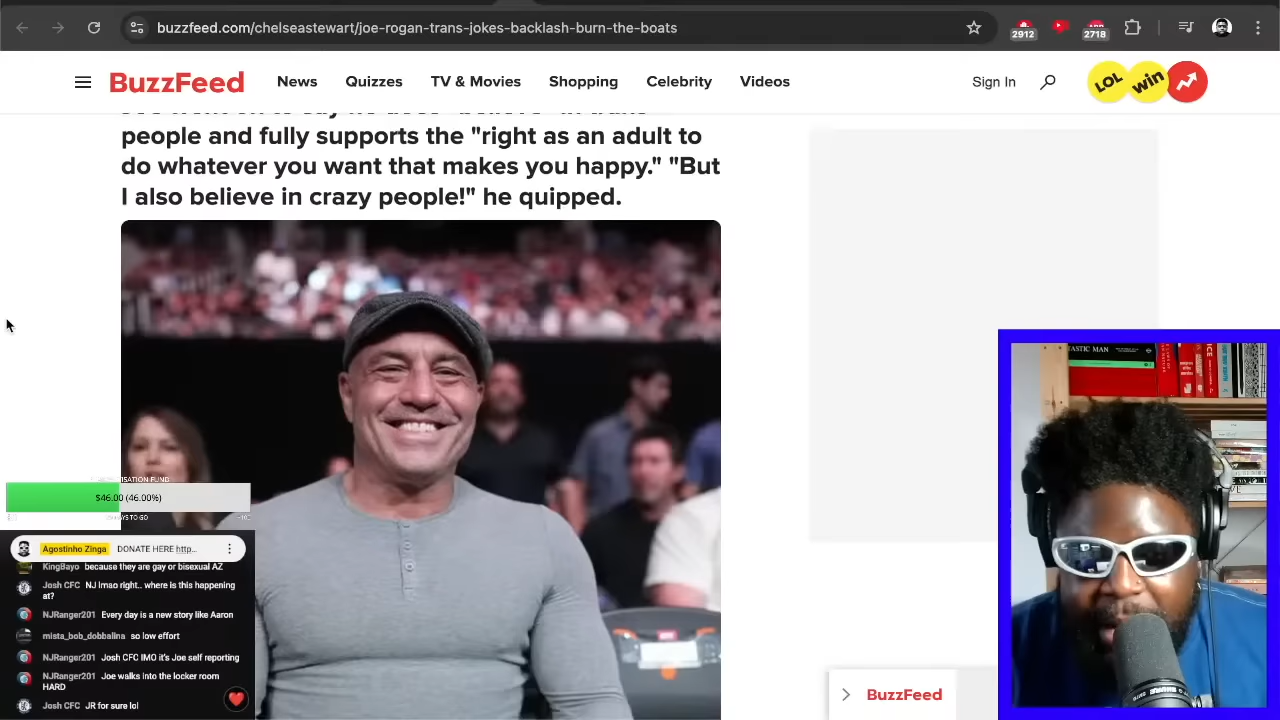 buzzfeed.com/chelseastewart/joe-rogan-trans-jokes-backlash-burn-the-boats
2912
2718
BuzzFeed
News
Quizzes
TV & Movies
Shopping
Celebrity
Videos
Sign In
LOL
win
people and fully supports the "right as an adult to
do whatever you want that makes you happy." "But
I also believe in crazy people!" he quipped.
$46.00 (46.00%)
Agostinho Zinga DONATE HERE http...
KingBayo because they are gay or bisexual AZ
Josh CFC NJ lmao right.. where is this happening
at?
NJRanger201 Every day is a new story like Aaron
mista_bob_dobbalina so low effort
NJRanger201 Josh CFC IMO it's Joe self reporting
NJRanger201 Joe walks into the locker room
HARD
Josh CFC JR for sure lol
BuzzFeed